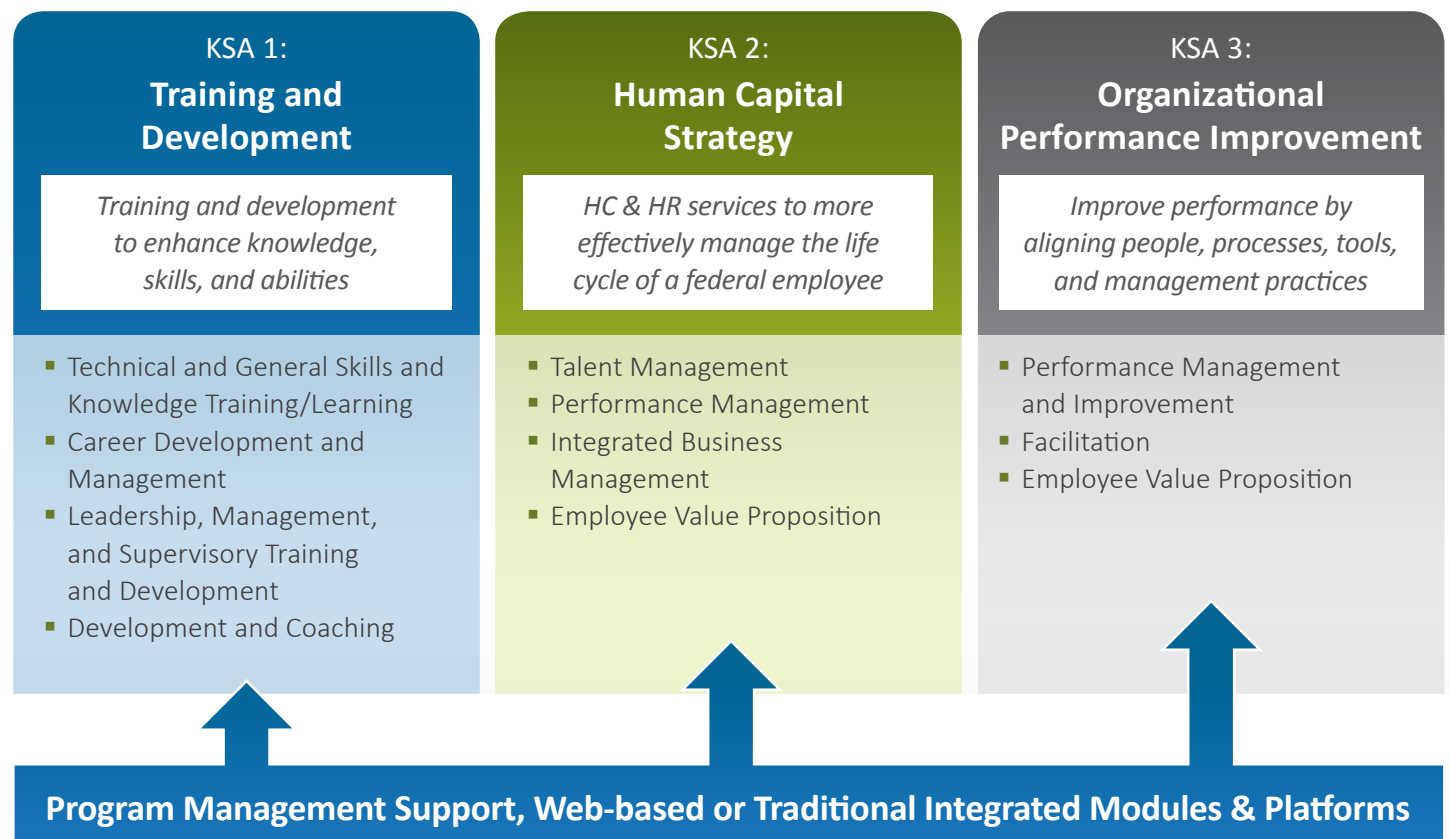 KSA 1:
Training and
Development
Training and development
to enhance knowledge,
skills, and abilities
▪ Technical and General Skills and
Knowledge Training/Learning
▪ Career Development and
Management
▪ Leadership, Management,
and Supervisory Training
and Development
▪ Development and Coaching
KSA 2:
Human Capital
Strategy
HC & HR services to more
effectively manage the life
cycle of a federal employee
▪ Talent Management
▪ Performance Management
▪ Integrated Business
Management
▪ Employee Value Proposition
KSA 3:
Organizational
Performance Improvement
Improve performance by
aligning people, processes, tools,
and management practices
▪ Performance Management
and Improvement
▪ Facilitation
▪ Employee Value Proposition
Program Management Support, Web-based or Traditional Integrated Modules & Platforms